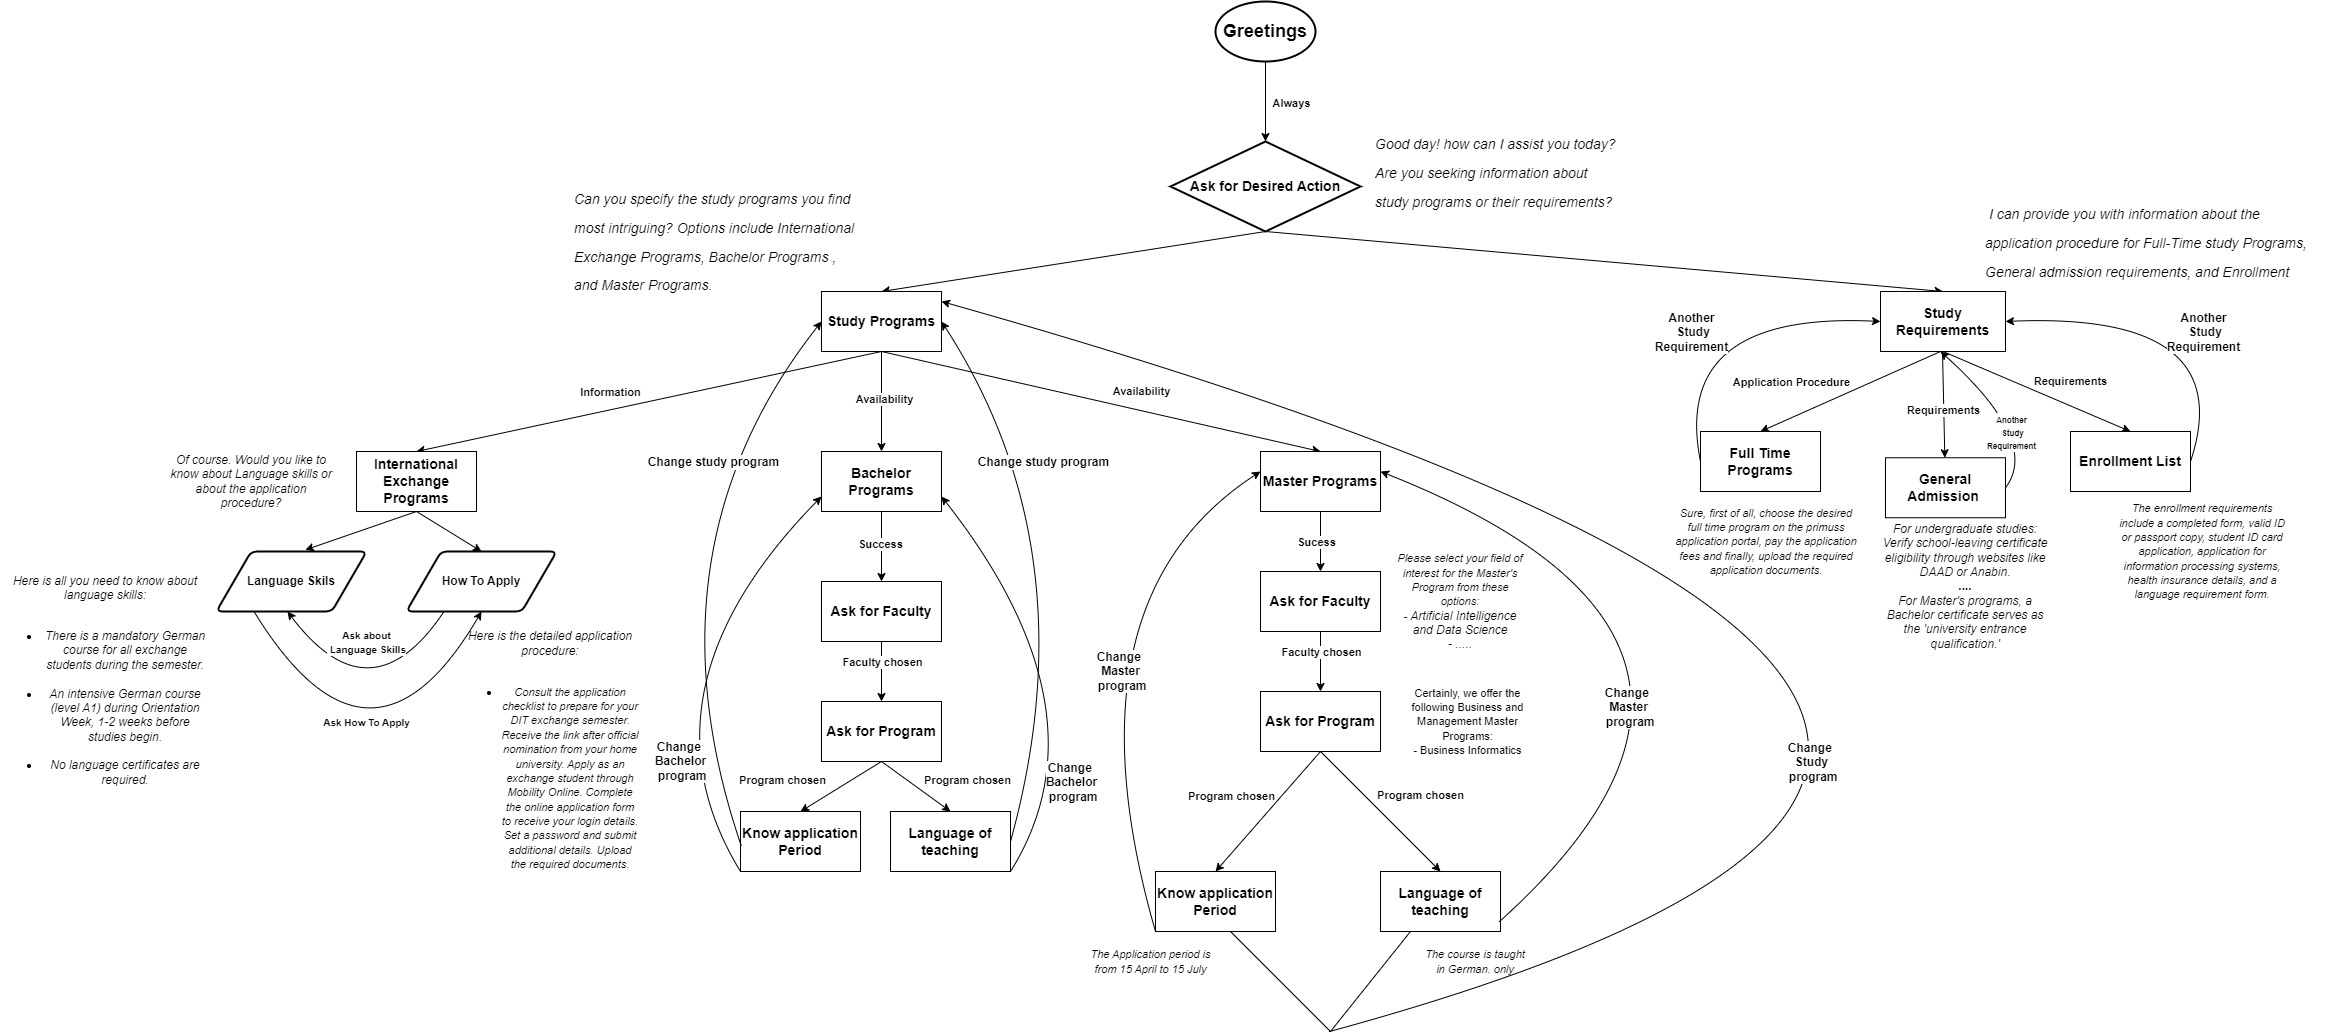 Greetings
Always
Ask for Desired Action
Good day! how can I assist you today?
Are you seeking information about
study programs or their requirements?
Can you specify the study programs you find
most intriguing? Options include International
Exchange Programs, Bachelor Programs ,
and Master Programs.
I can provide you with information about the
application procedure for Full-Time study Programs,
General admission requirements, and Enrollment
Study Programs
Study
Requirements
Another
Study
Requirement
Another
Study
Requirement
Information
Availability
Availability
Application Procedure
Requirements
Requirements
Another
Study
Requirement
Of course. Would you like to
know about Language skills or
about the application
procedure?
International
Exchange
Programs
Change study program
Bachelor
Programs
Change study program
Master Programs
Full Time
Programs
General
Admission
Enrollment List
Sure, first of all, choose the desired
full time program on the primuss
application portal, pay the application
fees and finally, upload the required
application documents.
For undergraduate studies:
Verify school-leaving certificate
eligibility through websites like
DAAD or Anabin.
....
For Master's programs, a
Bachelor certificate serves as
the 'university entrance
qualification.'
The enrollment requirements
include a completed form, valid ID
or passport copy, student ID card
application, application for
information processing systems,
health insurance details, and a
language requirement form.
Language Skils
How To Apply
Success
Sucess
Here is all you need to know about
language skills:
• There is a mandatory German
course for all exchange
students during the semester.
• An intensive German course
(level A1) during Orientation
Week, 1-2 weeks before
studies begin.
• No language certificates are
required.
Ask about
Language Skills
Ask How To Apply
Here is the detailed application
procedure:
• Consult the application
checklist to prepare for your
DIT exchange semester.
Receive the link after official
nomination from your home
university. Apply as an
exchange student through
Mobility Online. Complete
the online application form
to receive your login details.
Set a password and submit
additional details. Upload
the required documents.
Ask for Faculty
Faculty chosen
Ask for Program
Change
Bachelor
program
Program chosen
Program chosen
Change
Bachelor
program
Know application
Period
Language of
teaching
Ask for Faculty
Please select your field of
interest for the Master's
Program from these
options:
- Artificial Intelligence
and Data Science
- .....
Faculty chosen
Change
Master
program
Ask for Program
Certainly, we offer the
following Business and
Management Master
Programs:
- Business Informatics
Change
Master
program
Change
Study
program
Program chosen
Program chosen
Know application
Period
Language of
teaching
The Application period is
from 15 April to 15 July
The course is taught
in German. only